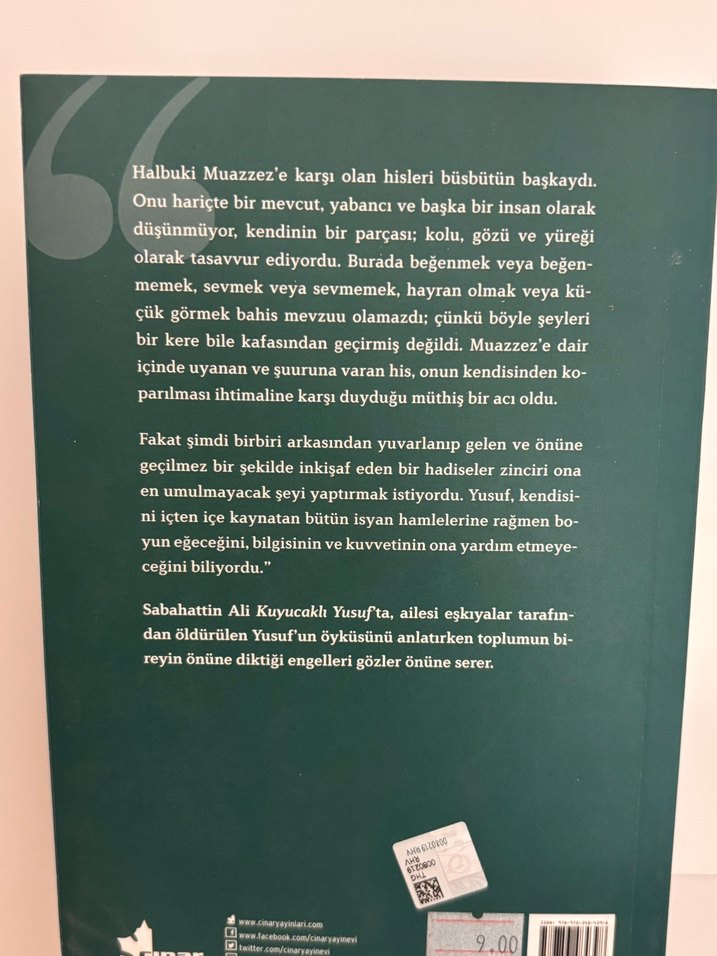 Halbuki Muazzez'e karşı olan hisleri büsbütün başkaydı.
Onu hariçte bir mevcut, yabancı ve başka bir insan olarak
düşünmüyor, kendinin bir parçası; kolu, gözü ve yüreği
olarak tasavvur ediyordu. Burada beğenmek veya beğen-
memek, sevmek veya sevmemek, hayran olmak veya kü-
çük görmek bahis mevzuu olamazdı; çünkü böyle şeyleri
bir kere bile kafasından geçirmiş değildi. Muazzez'e dair
içinde uyanan ve şuuruna varan his, onun kendisinden ko-
parılması ihtimaline karşı duyduğu müthiş bir acı oldu.
Fakat şimdi birbiri arkasından yuvarlanıp gelen ve önüne
geçilmez bir şekilde inkişaf eden bir hadiseler zinciri ona
en umulmayacak şeyi yaptırmak istiyordu. Yusuf, kendisi-
ni içten içe kaynatan bütün isyan hamlelerine rağmen bo-
yun eğeceğini, bilgisinin ve kuvvetinin ona yardım etmeye-
ceğini biliyordu.”
Sabahattin Ali Kuyucaklı Yusuf'ta, ailesi eşkıyalar tarafın-
dan öldürülen Yusuf'un öyküsünü anlatırken toplumun bi-
reyin önüne diktiği engelleri gözler önüne serer.
0080219 RHV
THG
0080219
RHV
www.cinaryayinlari.com
www.facebook.com/cinaryayinevi
twitter.com/cinaryayinevi
çınar
9.00